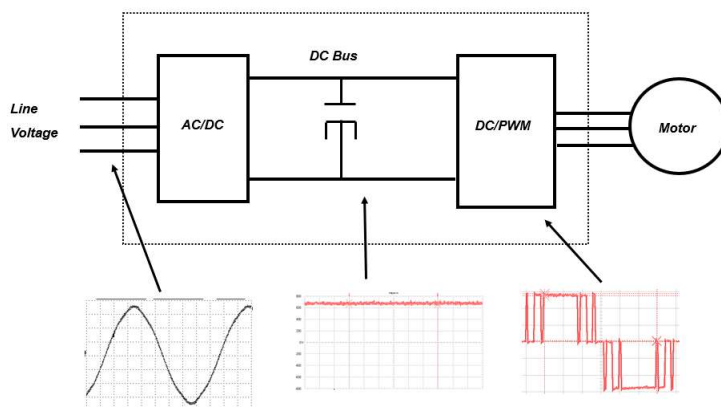 DC Bus
Line
Voltage
AC/DC
DC/PWM
Motor